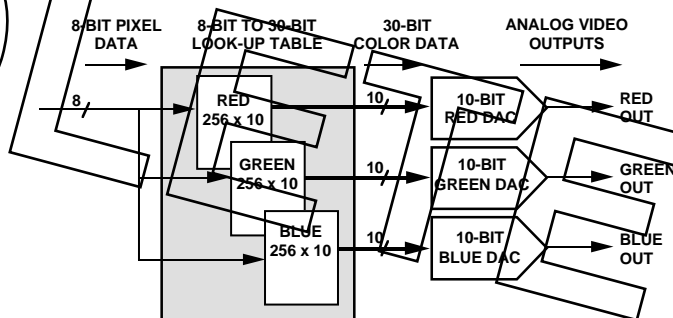 8-BIT PIXEL DATA
8-BIT TO 30-BIT LOOK-UP TABLE
30-BIT COLOR DATA
ANALOG VIDEO OUTPUTS
8
RED 256 x 10
10
10-BIT RED DAC
RED OUT
GREEN 256 x 10
10
10-BIT GREEN DAC
GREEN OUT
BLUE 256 x 10
10
10-BIT BLUE DAC
BLUE OUT